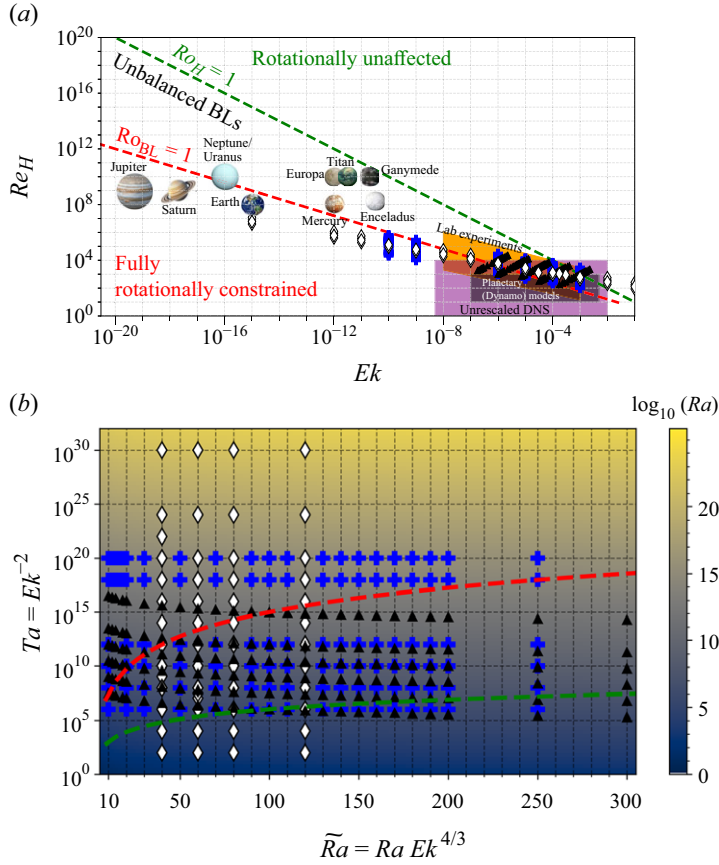 (a)
10^20
10^16
10^12
10^8
10^4
10^0
Re_H
Ro_H = 1
Rotationally unaffected
Unbalanced BLs
Ro_BL = 1
Neptune/
Uranus
Titan
Jupiter
Europa
Ganymede
Saturn
Earth
Mercury
Enceladus
Lab experiments
Fully
rotationally constrained
Planetary
(Dynamo) models
Unrescaled DNS
10^−20
10^−16
10^−12
10^−8
10^−4
Ek
(b)
log_10 (Ra)
10^30
10^25
10^20
10^15
10^10
10^5
10^0
Ta = Ek^−2
20
15
10
5
0
10 50 100 150 200 250 300
R͠a = Ra Ek^4/3